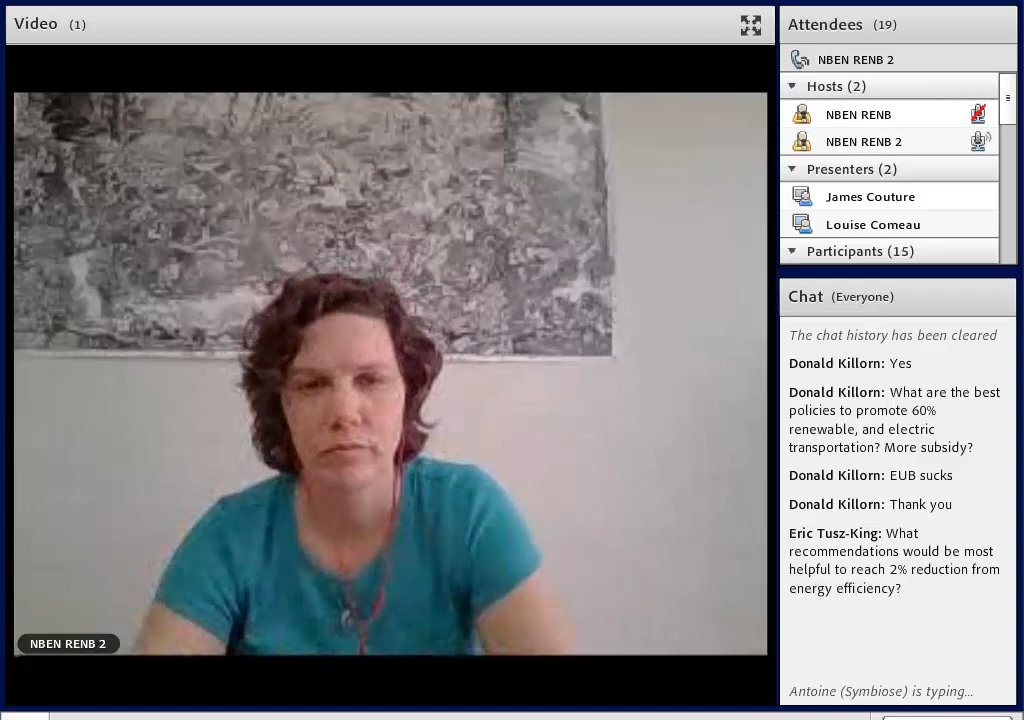 Video (1)
NBEN RENB 2
Attendees (19)
NBEN RENB 2
Hosts (2)
NBEN RENB
NBEN RENB 2
Presenters (2)
James Couture
Louise Comeau
Participants (15)
Chat (Everyone)
The chat history has been cleared
Donald Killorn: Yes
Donald Killorn: What are the best
policies to promote 60%
renewable, and electric
transportation? More subsidy?
Donald Killorn: EUB sucks
Donald Killorn: Thank you
Eric Tusz-King: What
recommendations would be most
helpful to reach 2% reduction from
energy efficiency?
Antoine (Symbiose) is typing...